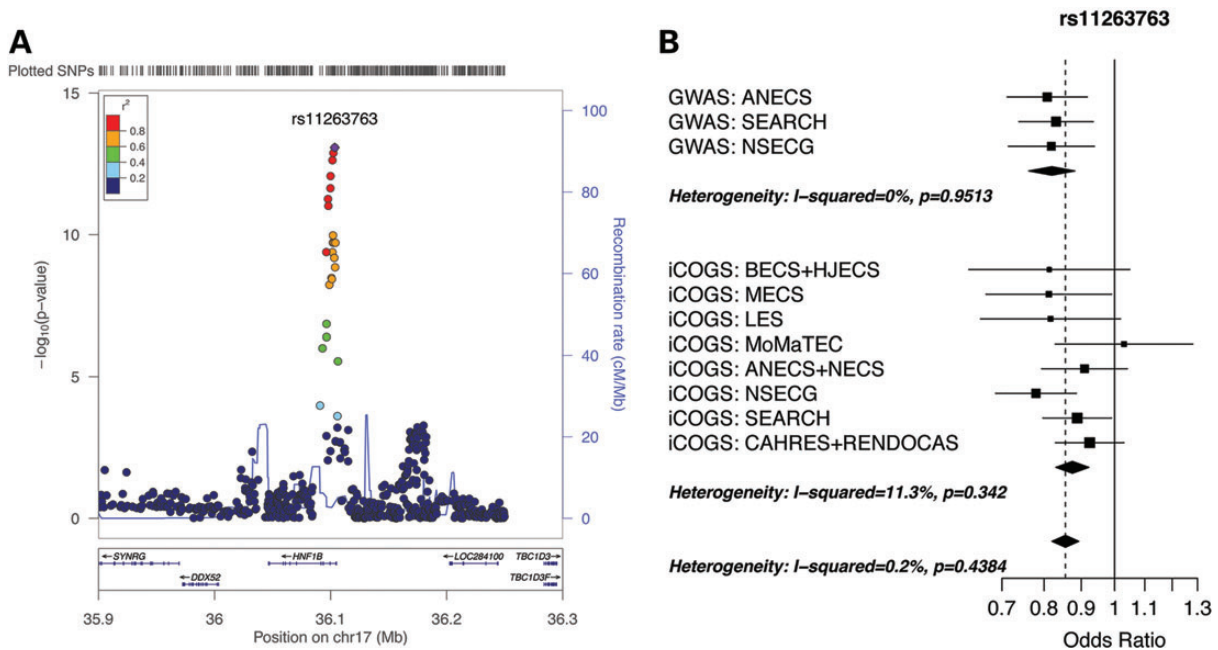 A
Plotted SNPs
15
10
5
0
−log10(p−value)
r2
0.8
0.6
0.4
0.2
rs11263763
100
80
60
40
20
0
Recombination rate (cM/Mb)
←SYNRG
←HNF1B
←LOC284100
TBC1D3→
←DDX52
TBC1D3F→
35.9
36
36.1
36.2
36.3
Position on chr17 (Mb)
B
rs11263763
GWAS: ANECS
GWAS: SEARCH
GWAS: NSECG
Heterogeneity: I−squared=0%, p=0.9513
iCOGS: BECS+HJECS
iCOGS: MECS
iCOGS: LES
iCOGS: MoMaTEC
iCOGS: ANECS+NECS
iCOGS: NSECG
iCOGS: SEARCH
iCOGS: CAHRES+RENDOCAS
Heterogeneity: I−squared=11.3%, p=0.342
Heterogeneity: I−squared=0.2%, p=0.4384
0.7 0.8 0.9 1 1.1 1.3
Odds Ratio